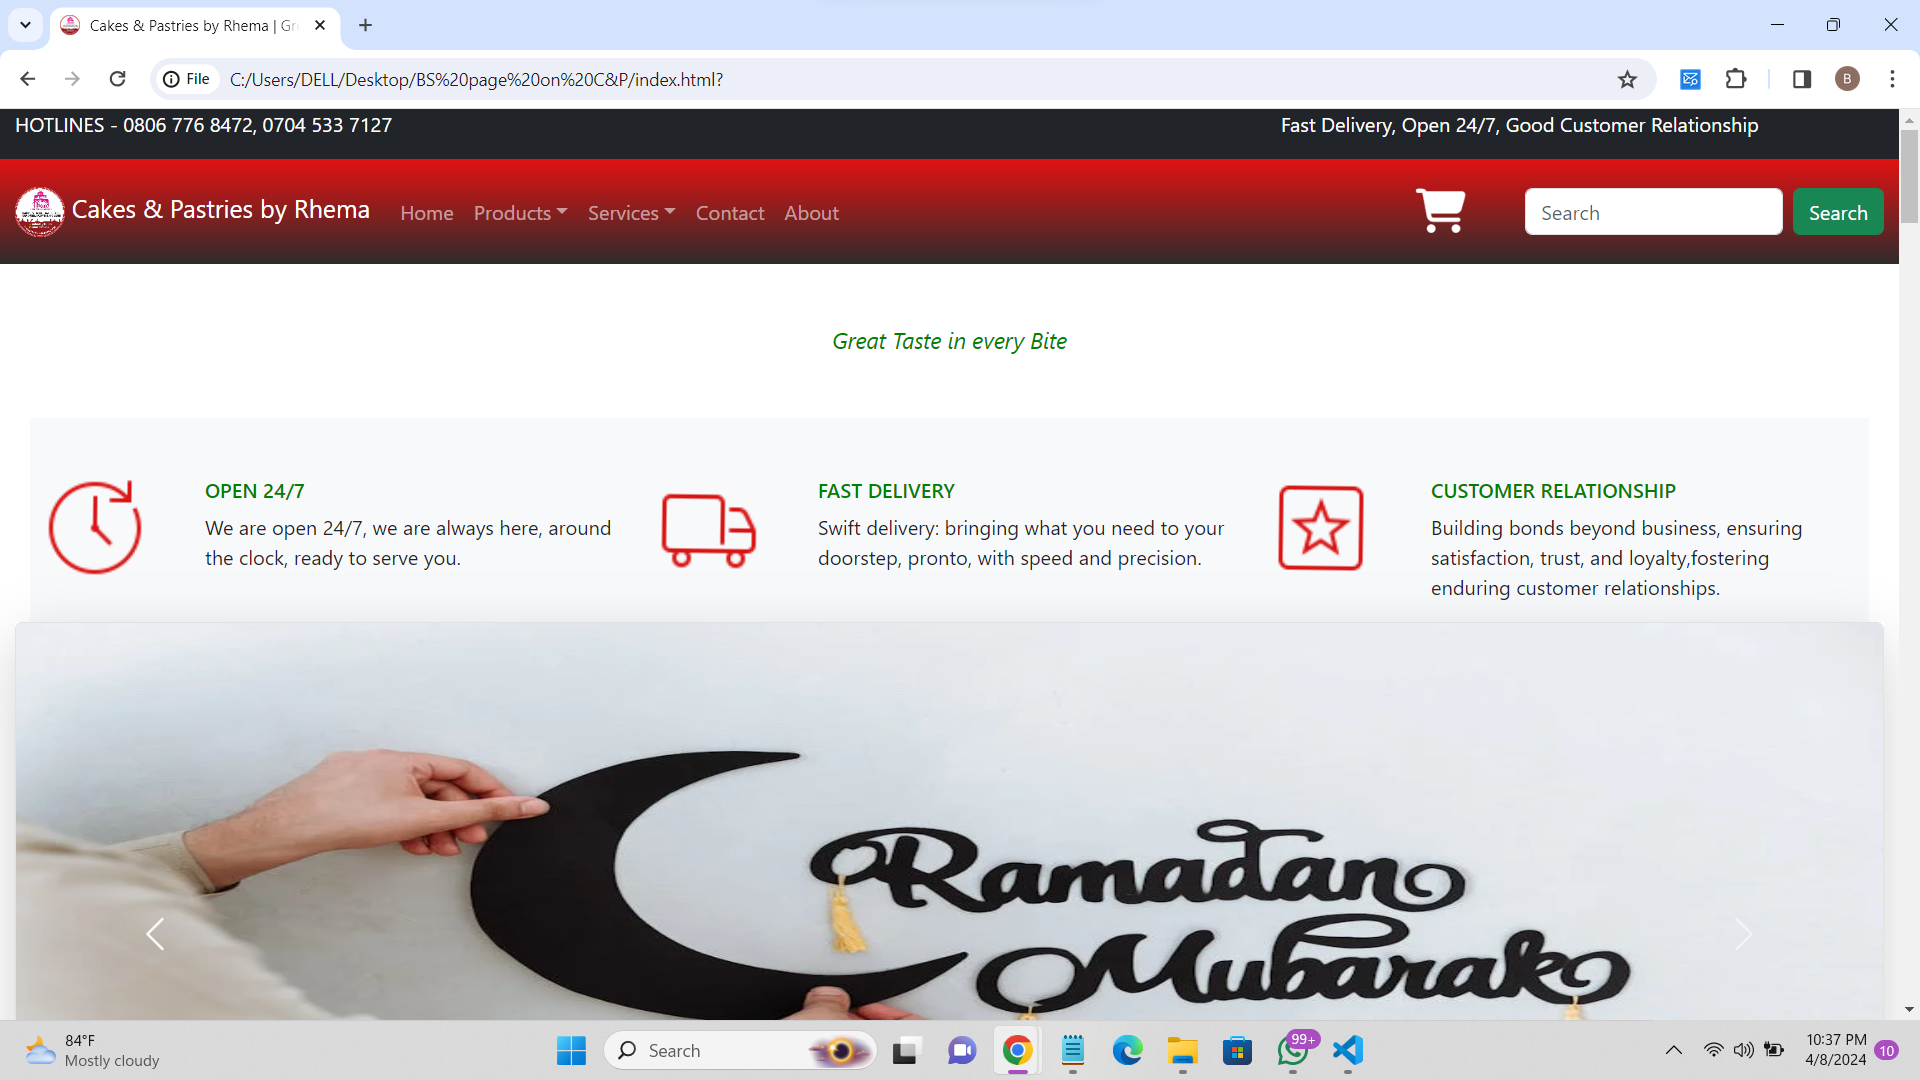 Cakes & Pastries by Rhema | Gr
File
C:/Users/DELL/Desktop/BS%20page%20on%20C&P/index.html?
B
HOTLINES - 0806 776 8472, 0704 533 7127
Fast Delivery, Open 24/7, Good Customer Relationship
Cakes & Pastries by Rhema
Home Products Services Contact About
Search
Search
Great Taste in every Bite
OPEN 24/7
We are open 24/7, we are always here, around
the clock, ready to serve you.
FAST DELIVERY
Swift delivery: bringing what you need to your
doorstep, pronto, with speed and precision.
CUSTOMER RELATIONSHIP
Building bonds beyond business, ensuring
satisfaction, trust, and loyalty,fostering
enduring customer relationships.
Ramadan
Mubarak
84°F
Mostly cloudy
Search
99+
10:37 PM
4/8/2024
10